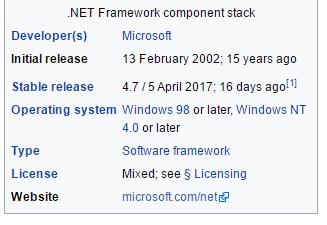 .NET Framework component stack
Developer(s) Microsoft
Initial release 13 February 2002; 15 years ago
Stable release 4.7 / 5 April 2017; 16 days ago[1]
Operating system Windows 98 or later, Windows NT
4.0 or later
Type Software framework
License Mixed; see § Licensing
Website microsoft.com/net